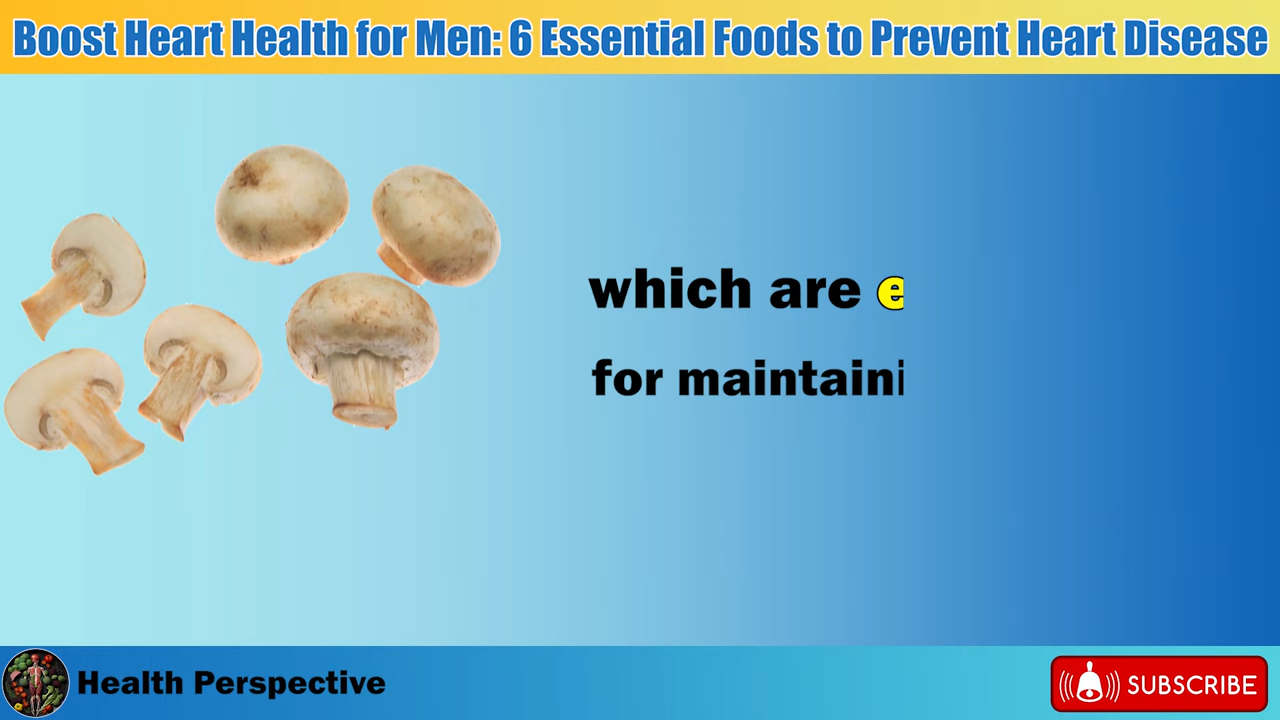 Boost Heart Health for Men: 6 Essential Foods to Prevent Heart Disease
which are e
for maintaini
Health Perspective
SUBSCRIBE